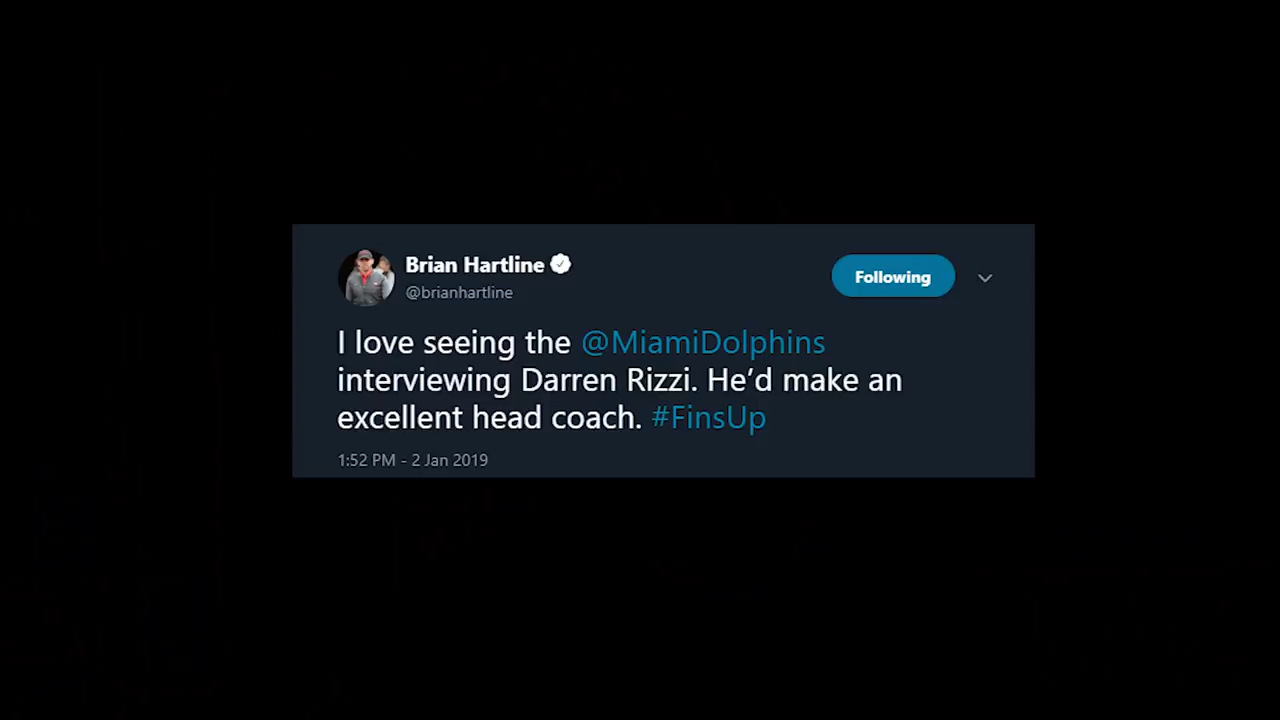 Brian Hartline
@brianhartline
Following
I love seeing the @MiamiDolphins
interviewing Darren Rizzi. He’d make an
excellent head coach. #FinsUp
1:52 PM - 2 Jan 2019